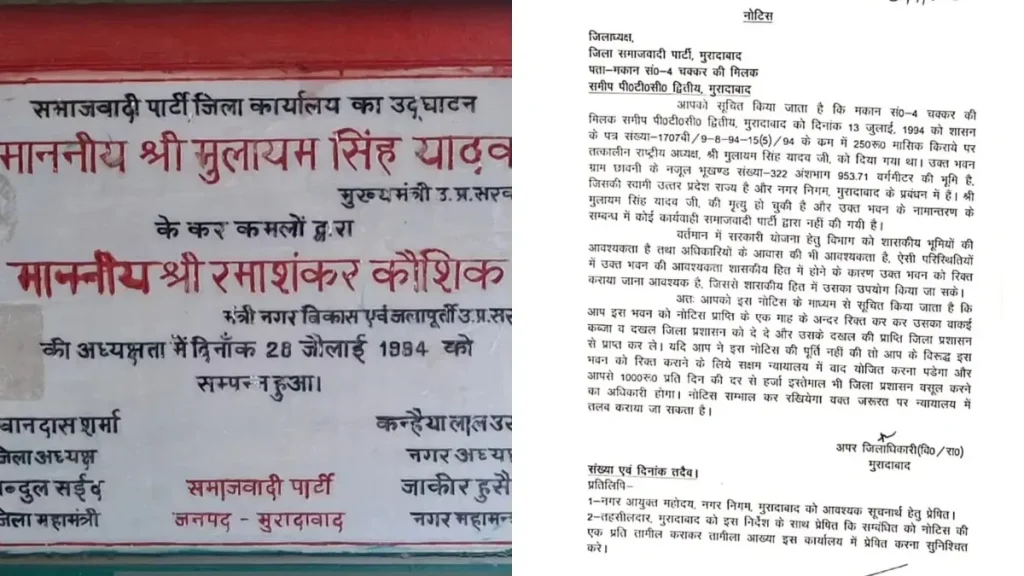 समाजवादी पार्टी जिला कार्यालय का उद्घाटन
माननीय श्री मुलायम सिंह यादव
मुख्यमंत्री उ.प्र.सर
के कर कमलों द्वारा
माननीय श्री रमाशंकर कौशिक
मंत्री नगर विकास एवं जलापूर्ती उ.प्र.सर
की अध्यक्षता में दिनाँक 28 जौलाई 1994 को
सम्पन्न हुआ।
वानदास शर्मा
जिला अध्यक्ष
ब्दुल सईद
जिला महामंत्री
समाजवादी पार्टी
जनपद - मुरादाबाद
कन्हैया लाल
नगर अध्य
जाकीर हुसै
नगर महामन
नोटिस
जिलाध्यक्ष,
जिला समाजवादी पार्टी, मुरादाबाद
पता-मकान सं0-4 चक्कर की मिलक
समीप पी0टी0सी0 द्वितीय, मुरादाबाद
आपको सूचित किया जाता है कि मकान सं0-4 चक्कर की
मिलक समीप पी0टी0सी0 द्वितीय, मुरादाबाद को दिनांक 13 जुलाई, 1994 को शासन
के पत्र संख्या-1707बी/9-8-94-15(5)/94 के कम में 250रू0 मासिक किराये पर
तत्कालीन राष्ट्रीय अध्यक्ष, श्री मुलायम सिंह यादव जी, को दिया गया था। उक्त भवन
ग्राम छावनी के नजूल भूखण्ड संख्या-322 अंशभाग 953.71 वर्गमीटर की भूमि है,
जिसकी स्वामी उत्तर प्रदेश राज्य है और नगर निगम, मुरादाबाद के प्रबंधन में है। श्री
मुलायम सिंह यादव जी, की मृत्यु हो चुकी है और उक्त भवन के नामान्तरण के
सम्बन्ध में कोई कार्यवाही समाजवादी पार्टी द्वारा नहीं की गयी है।
वर्तमान में सरकारी योजना हेतु विभाग को शासकीय भूमियों की
आवश्यकता है तथा अधिकारियों के आवास की भी आवश्यकता है, ऐसी परिस्थितियों
में उक्त भवन की आवश्यकता शासकीय हित में होने के कारण उक्त भवन को रिक्त
कराया जाना आवश्यक है, जिससे शासकीय हित में उसका उपयोग किया जा सके।
अतः आपको इस नोटिस के माध्यम से सूचित किया जाता है कि
आप इस भवन को नोटिस प्राप्ति के एक माह के अन्दर रिक्त कर कर उसका वाकई
कब्जा व दखल जिला प्रशासन को दे दे और उसके दखल की प्राप्ति जिला प्रशासन
से प्राप्त कर ले। यदि आप ने इस नोटिस की पूर्ति नहीं की तो आप के विरूद्ध इस
भवन को रिक्त कराने के लिये सक्षम न्यायालय में वाद योजित करना पडेगा और
आपसे 1000रू0 प्रति दिन की दर से हर्जा इस्तेमाल भी जिला प्रशासन वसूल करने
का अधिकारी होगा। नोटिस सम्भाल कर रखियेगा वक्त जरूरत पर न्यायालय में
तलब कराया जा सकता है।
अपर जिलाधिकारी(वि0/रा0)
मुरादाबाद
संख्या एवं दिनांक तदैव।
प्रतिलिपि-
1-नगर आयुक्त महोदय, नगर निगम, मुरादाबाद को आवश्यक सूचनार्थ हेतु प्रेषित।
2-तहसीलदार, मुरादाबाद को इस निर्देश के साथ प्रेषित कि सम्बंधित को नोटिस की
एक प्रति तामील कराकर तामीला आख्या इस कार्यालय में प्रेषित करना सुनिश्चित
करे।